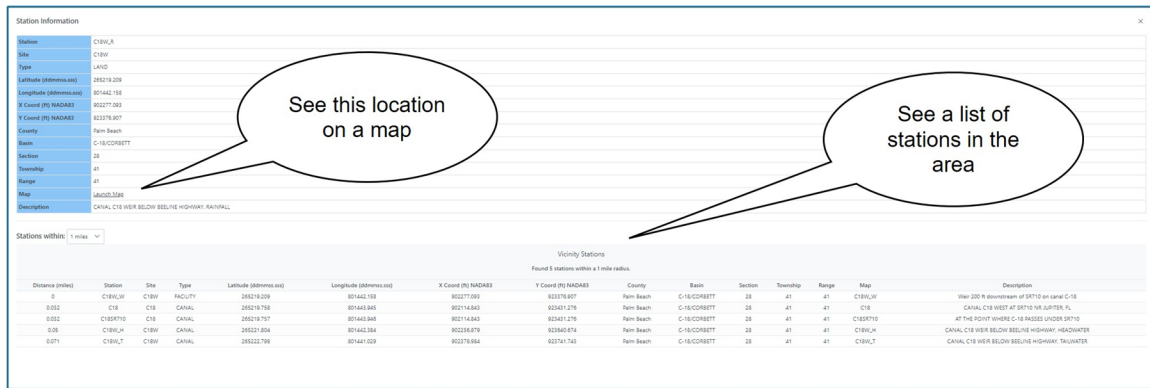 Station Information ×
Station C18W_R
Site C18W
Type LAND
Latitude (ddmmss.sss) 265219.209
Longitude (ddmmss.sss) 801442.158
X Coord (ft) NADA83 902277.093
Y Coord (ft) NADA83 923376.907
County Palm Beach
Basin C-18/CORBETT
Section 28
Township 41
Range 41
Map Launch Map
Description CANAL C18 WEIR BELOW BEELINE HIGHWAY, RAINFALL
See this location
on a map
See a list of
stations in the
area
Stations within: 1 miles
Vicinity Stations
Found 5 stations within a 1 mile radius.
Distance (miles) Station Site Type Latitude (ddmmss.sss) Longitude (ddmmss.sss) X Coord (ft) NADA83 Y Coord (ft) NADA83 County Basin Section Township Range Map Description
0 C18W_W C18W FACILITY 265219.209 801442.158 902277.093 923376.907 Palm Beach C-18/CORBETT 28 41 41 C18W_W Weir 200 ft downstream of SR710 on canal C-18
0.032 C18 C18 CANAL 265219.758 801443.945 902114.843 923431.276 Palm Beach C-18/CORBETT 28 41 41 C18 CANAL C18 WEST AT SR710 NR JUPITER, FL
0.032 C18SR710 C18 CANAL 265219.757 801443.946 902114.843 923431.276 Palm Beach C-18/CORBETT 28 41 41 C18SR710 AT THE POINT WHERE C-18 PASSES UNDER SR710
0.05 C18W_H C18W CANAL 265221.804 801442.384 902256.879 923640.674 Palm Beach C-18/CORBETT 28 41 41 C18W_H CANAL C18 WEIR BELOW BEELINE HIGHWAY, HEADWATER
0.071 C18W_T C18W CANAL 265222.798 801441.029 902378.984 923741.743 Palm Beach C-18/CORBETT 28 41 41 C18W_T CANAL C18 WEIR BELOW BEELINE HIGHWAY, TAILWATER